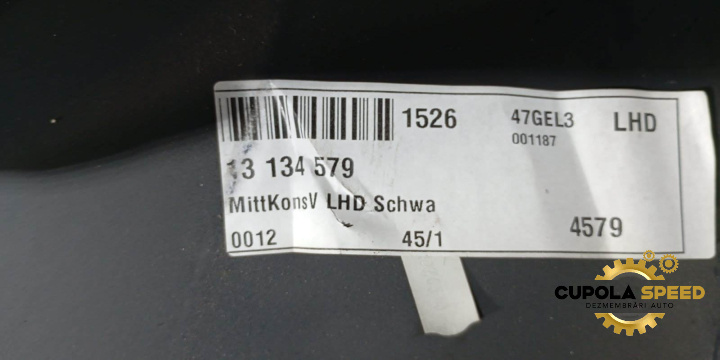 1526 47GEL3 LHD
001187
13 134 579
MittKonsV LHD Schwa
0012 45/1 4579
CUPOLA SPEED
DEZMEMBRĂRI AUTO